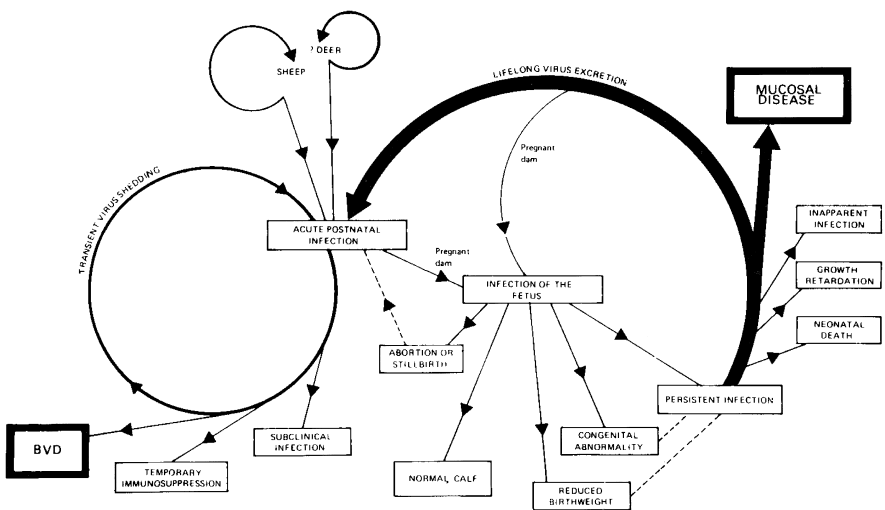 ? DEER
SHEEP
LIFELONG VIRUS EXCRETION
MUCOSAL
DISEASE
Pregnant
dam
TRANSIENT VIRUS SHEDDING
ACUTE POSTNATAL
INFECTION
INAPPARENT
INFECTION
Pregnant
dam
GROWTH
RETARDATION
INFECTION OF THE
FETUS
NEONATAL
DEATH
ABORTION OR
STILLBIRTH
PERSISTENT INFECTION
SUBCLINICAL
INFECTION
CONGENITAL
ABNORMALITY
BVD
TEMPORARY
IMMUNOSUPPRESSION
NORMAL CALF
REDUCED
BIRTHWEIGHT